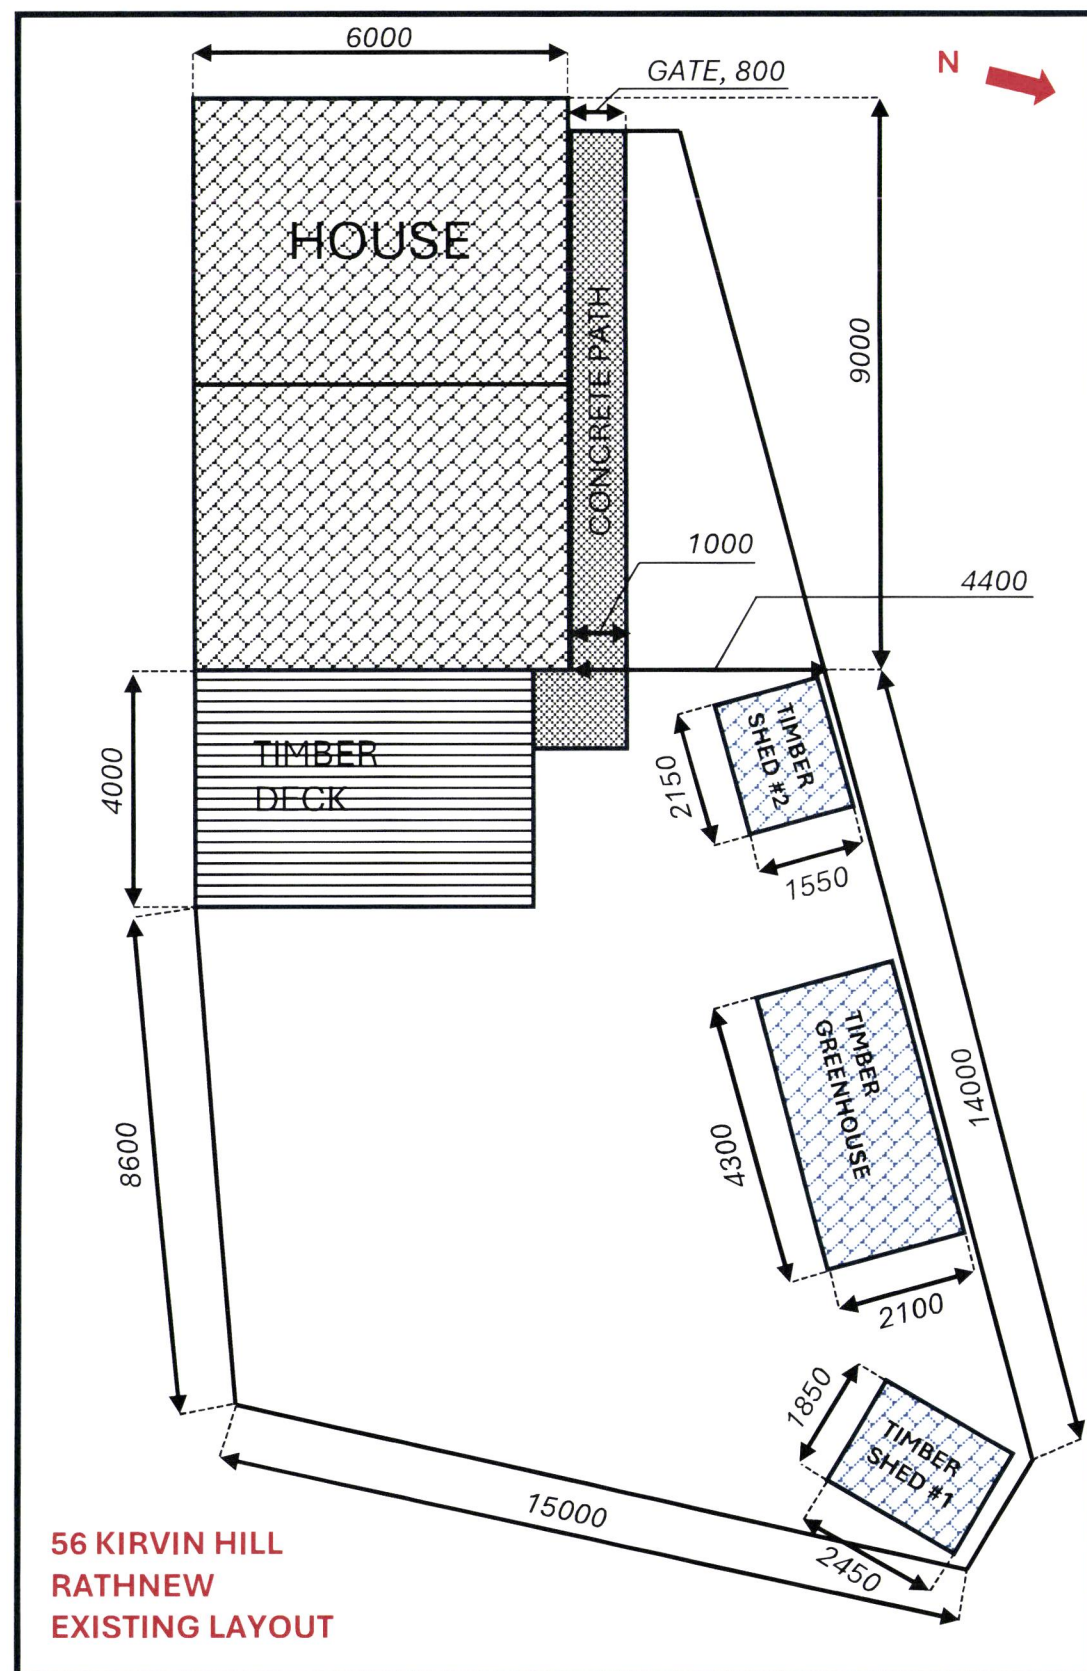 6000
GATE, 800
N
HOUSE
CONCRETE PATH
9000
1000
4400
TIMBER
DECK
4000
TIMBER
SHED #2
2150
1550
TIMBER
GREENHOUSE
14000
4300
2100
8600
1850
TIMBER
SHED #1
15000
2450
56 KIRVIN HILL
RATHNEW
EXISTING LAYOUT